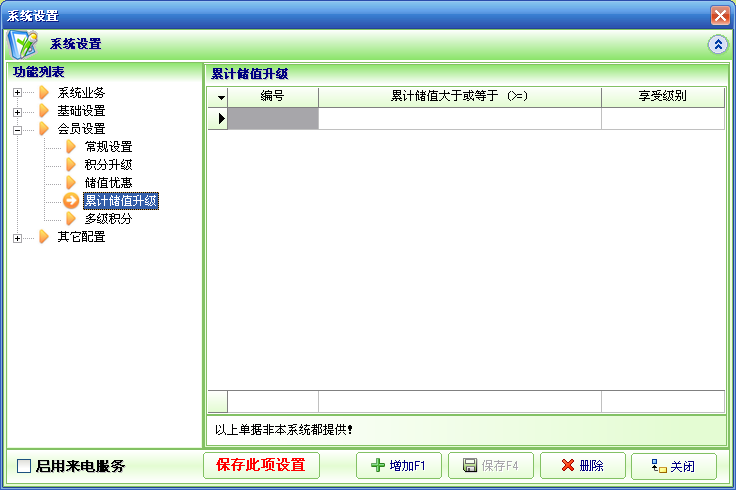 系统设置
系统设置
功能列表
系统业务
基础设置
会员设置
常规设置
积分升级
储值优惠
累计储值升级
多级积分
其它配置
累计储值升级
编号 累计储值大于或等于（>=） 享受级别
以上单据非本系统都提供!
启用来电服务 保存此项设置 增加F1 保存F4 删除 关闭